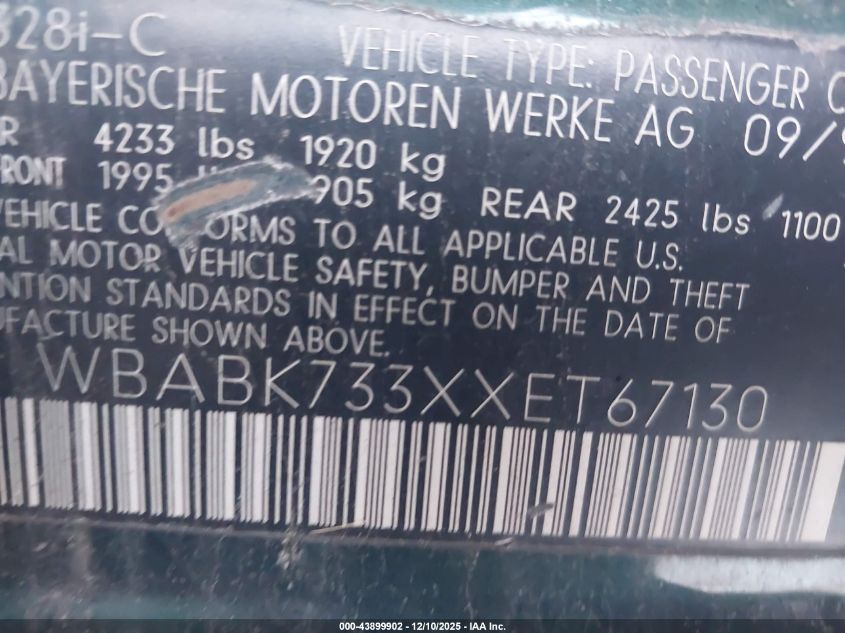 328i-C VEHICLE TYPE: PASSENGER C
BAYERISCHE MOTOREN WERKE AG 09/9
R 4233 lbs 1920 kg
FRONT 1995 905 kg REAR 2425 lbs 1100
VEHICLE CO ORMS TO ALL APPLICABLE U.S.
AL MOTOR VEHICLE SAFETY, BUMPER AND THEFT
NTION STANDARDS IN EFFECT ON THE DATE OF
UFACTURE SHOWN ABOVE.
WBABK733XXET67130
000-43899902 - 12/10/2025 - IAA Inc.